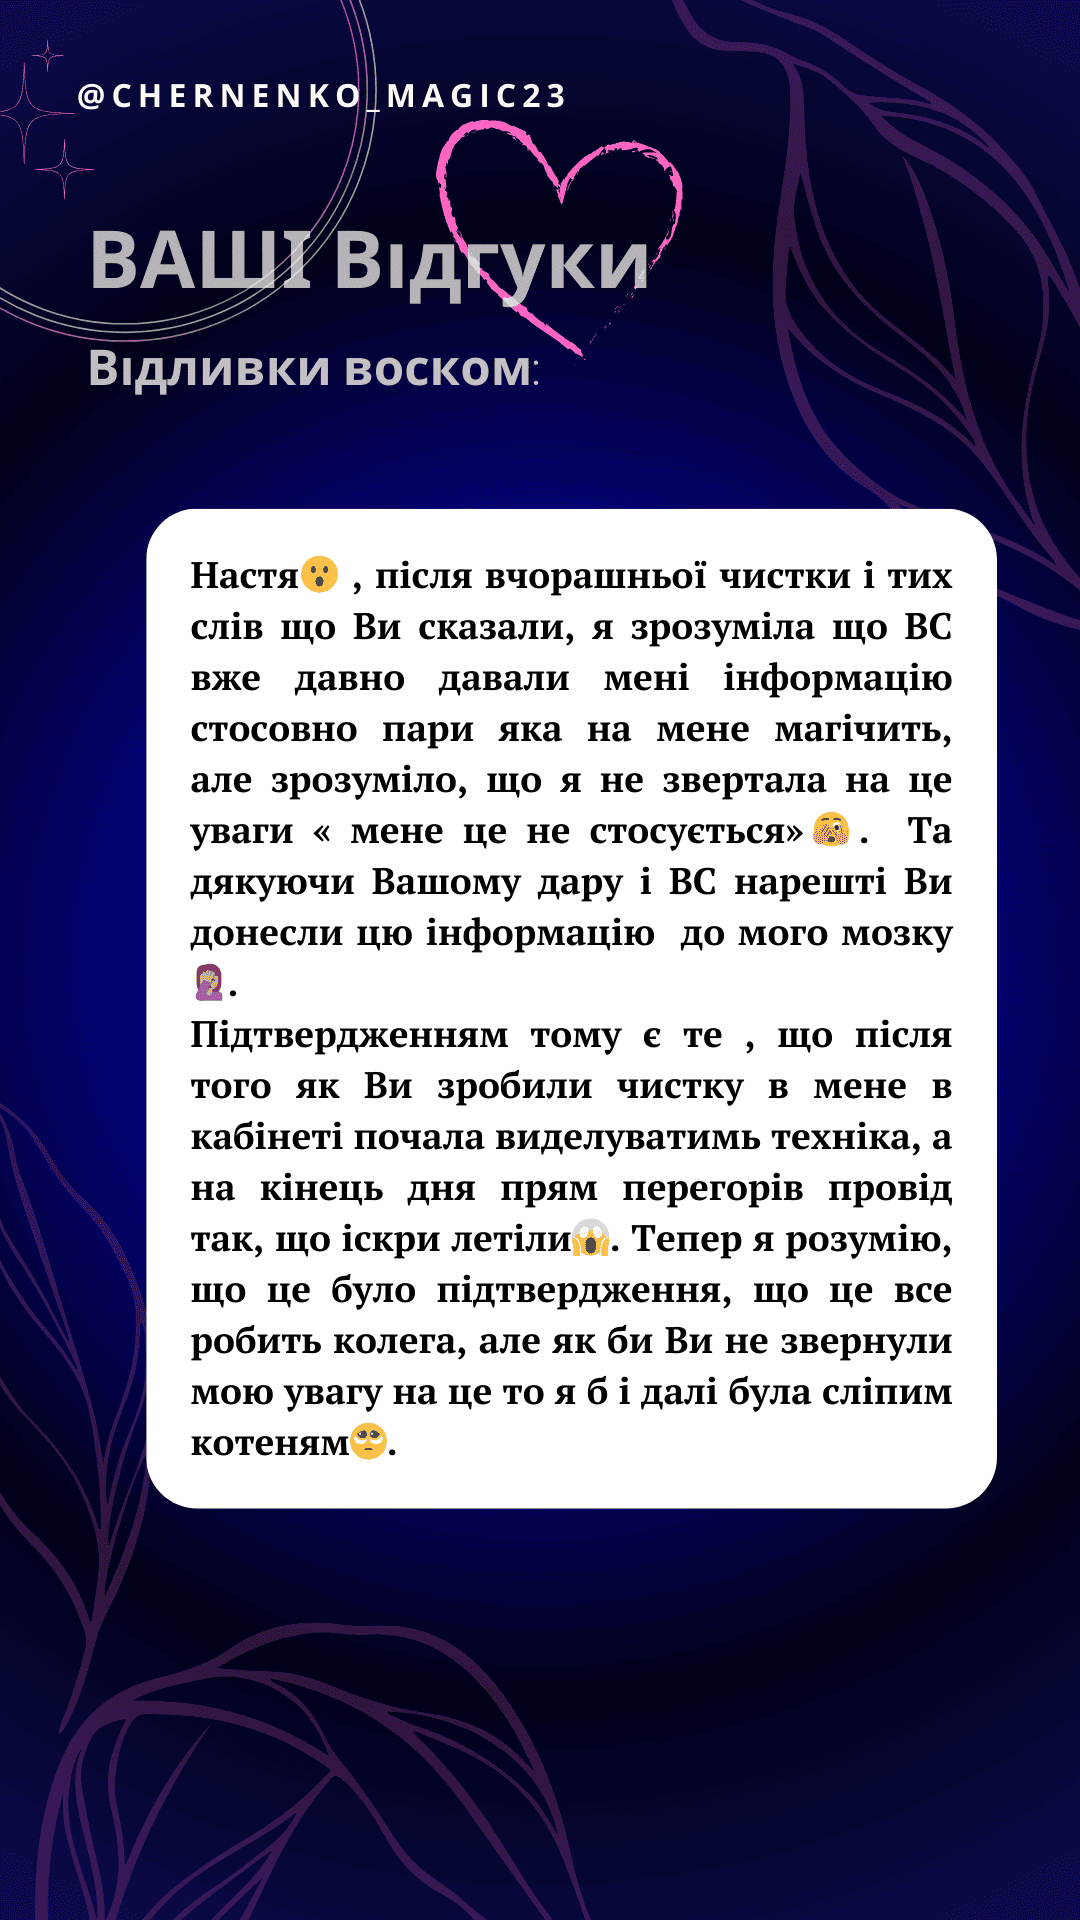 @CHERNENKO_MAGIC23
ВАШІ Відгуки
Відливки воском:
Настя😮 , після вчорашньої чистки і тих
слів що Ви сказали, я зрозуміла що ВС
вже давно давали мені інформацію
стосовно пари яка на мене магічить,
але зрозуміло, що я не звертала на це
уваги « мене це не стосується»🫣. Та
дякуючи Вашому дару і ВС нарешті Ви
донесли цю інформацію до мого мозку
🤦🏼‍♀️.
Підтвердженням тому є те , що після
того як Ви зробили чистку в мене в
кабінеті почала виделуватимь техніка, а
на кінець дня прям перегорів провід
так, що іскри летіли😱. Тепер я розумію,
що це було підтвердження, що це все
робить колега, але як би Ви не звернули
мою увагу на це то я б і далі була сліпим
котеням🥺.